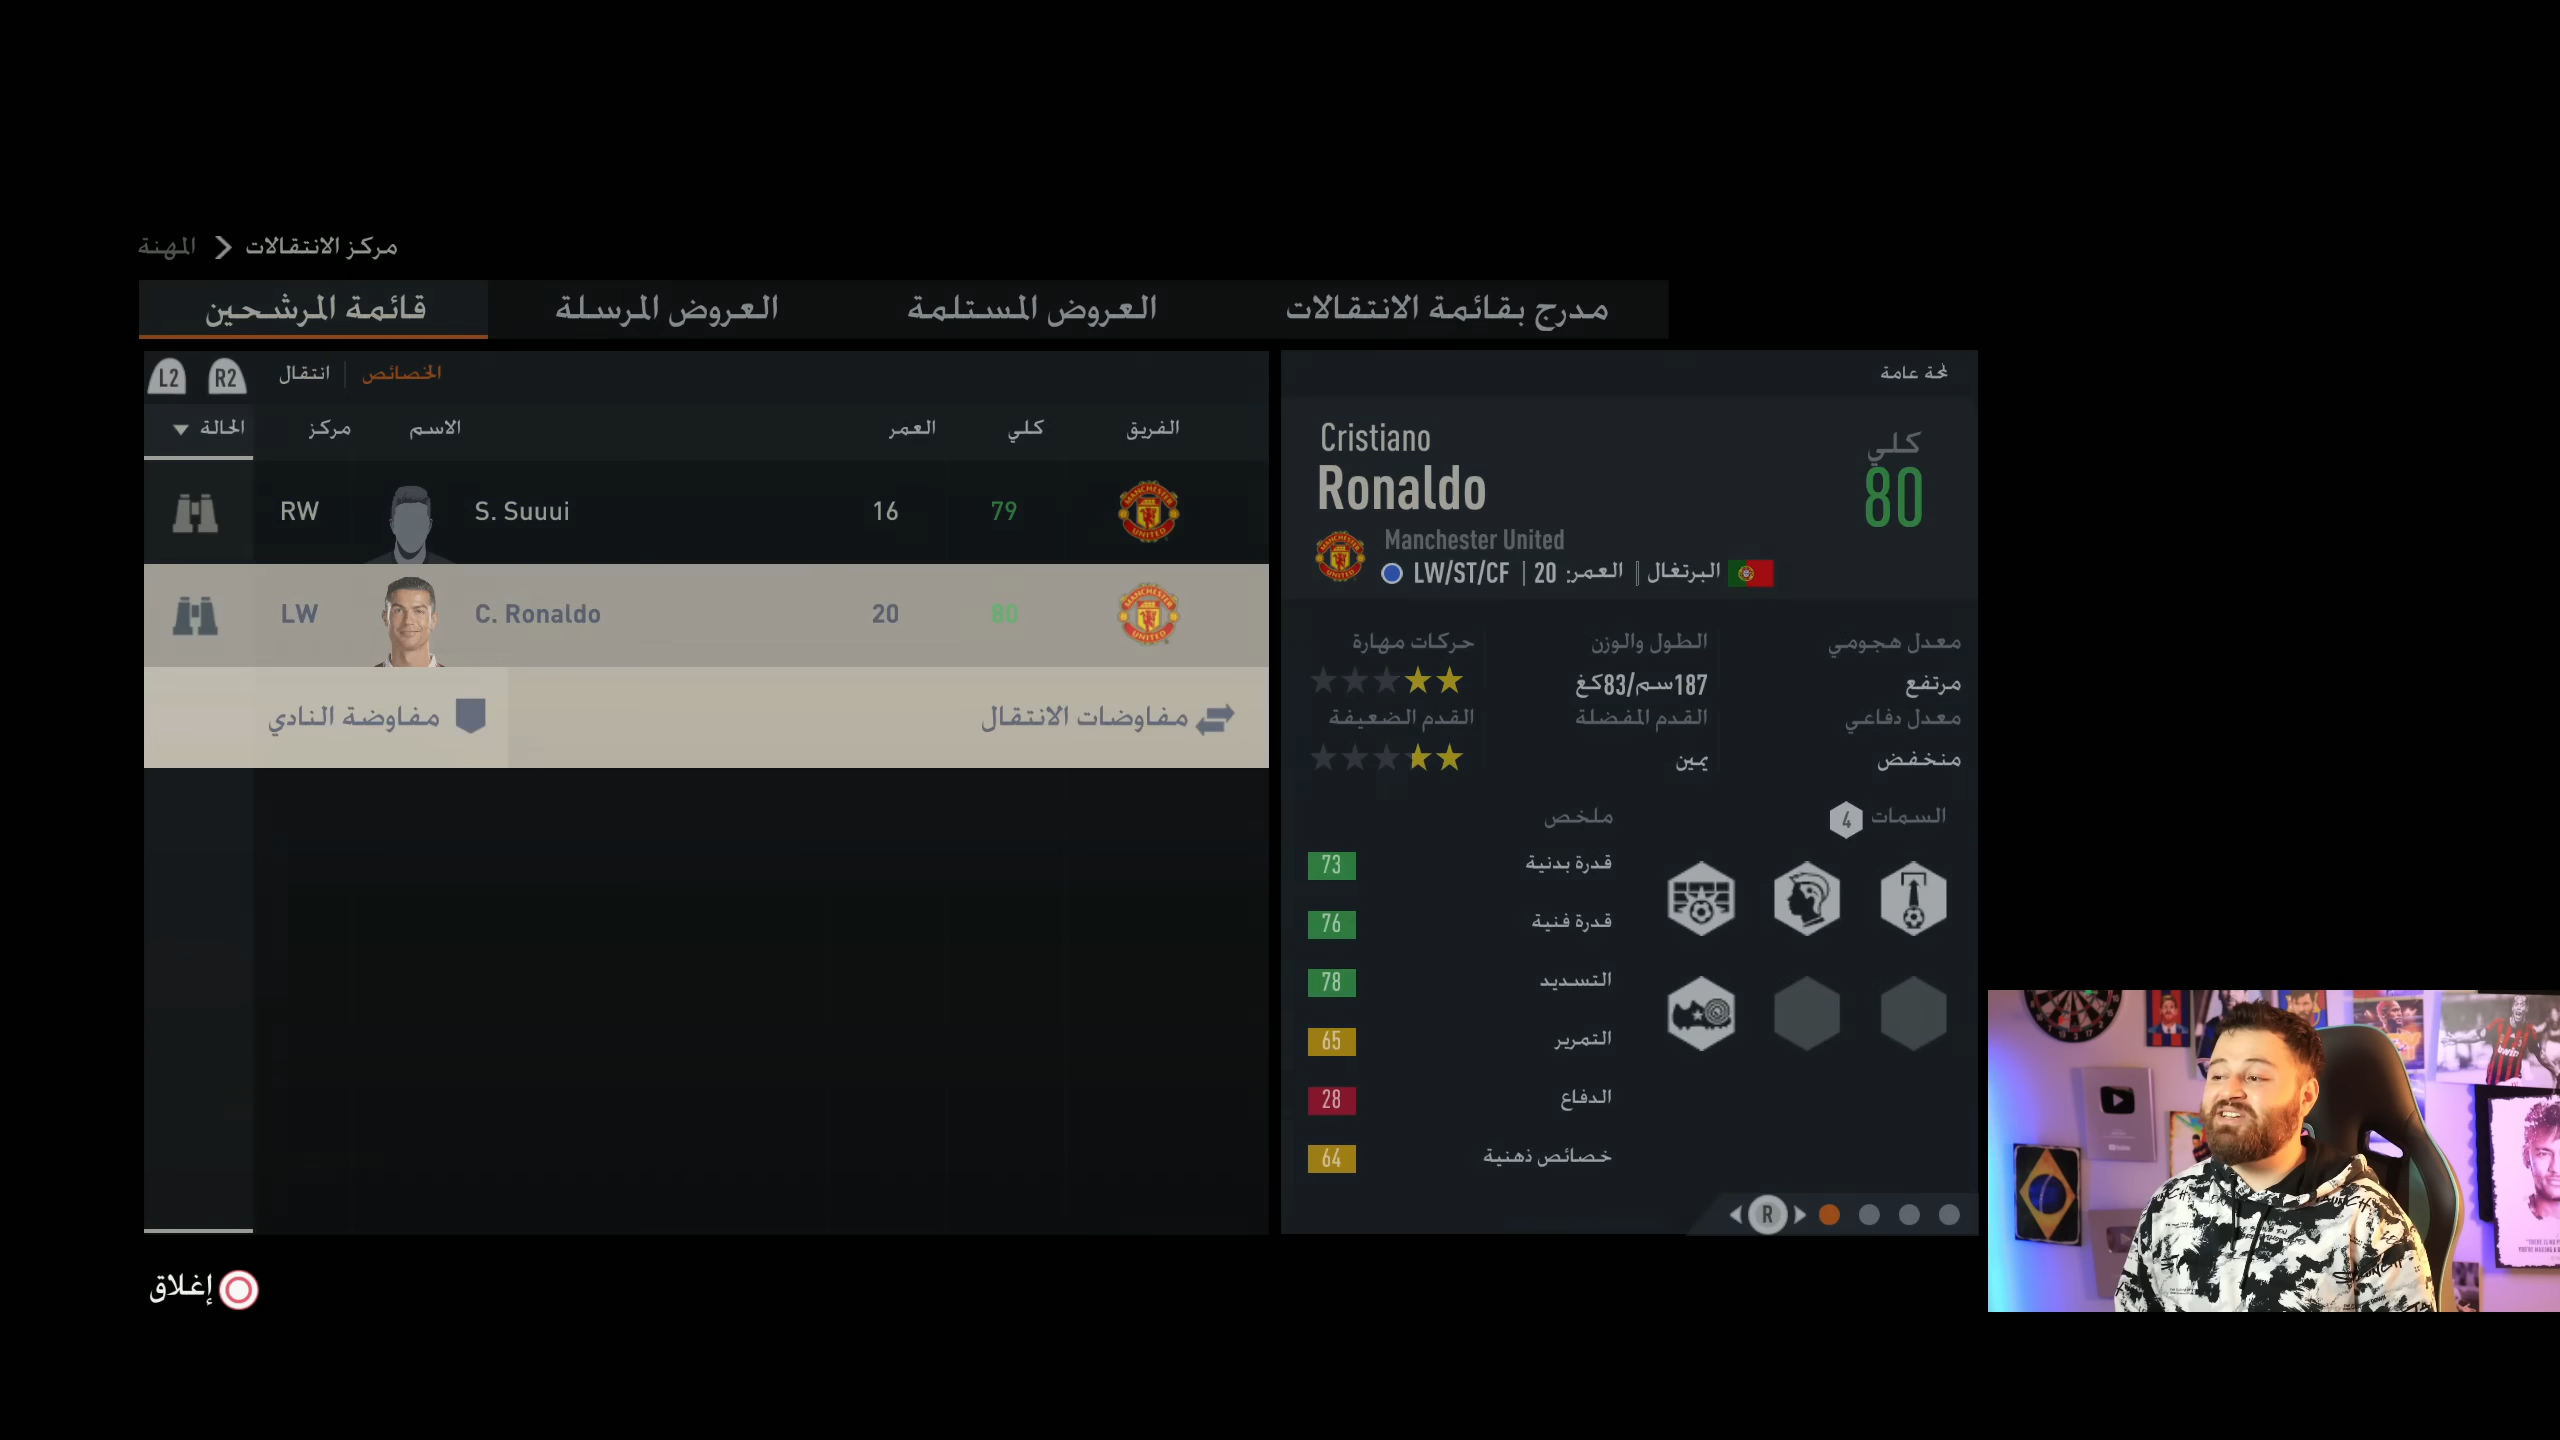 المهنة > مركز الانتقالات
قائمة المرشحين
العروض المرسلة
العروض المستلمة
مدرج بقائمة الانتقالات
L2 R2 انتقال | الخصائص
الحالة مركز الاسم العمر كلي الفريق
RW S. Suuui 16 79
LW C. Ronaldo 20 80
مفاوضة النادي
مفاوضات الانتقال
لمحة عامة
Cristiano
Ronaldo
كلي
80
Manchester United
LW/ST/CF | 20 :العمر || البرتغال
معدل هجومي
مرتفع
الطول والوزن
187سم/83كغ
حركات مهارة
معدل دفاعي
منخفض
القدم المفضلة
يمين
القدم الضعيفة
السمات 4
ملخص
73 قدرة بدنية
76 قدرة فنية
78 التسديد
65 التمرير
28 الدفاع
64 خصائص ذهنية
R
إغلاق